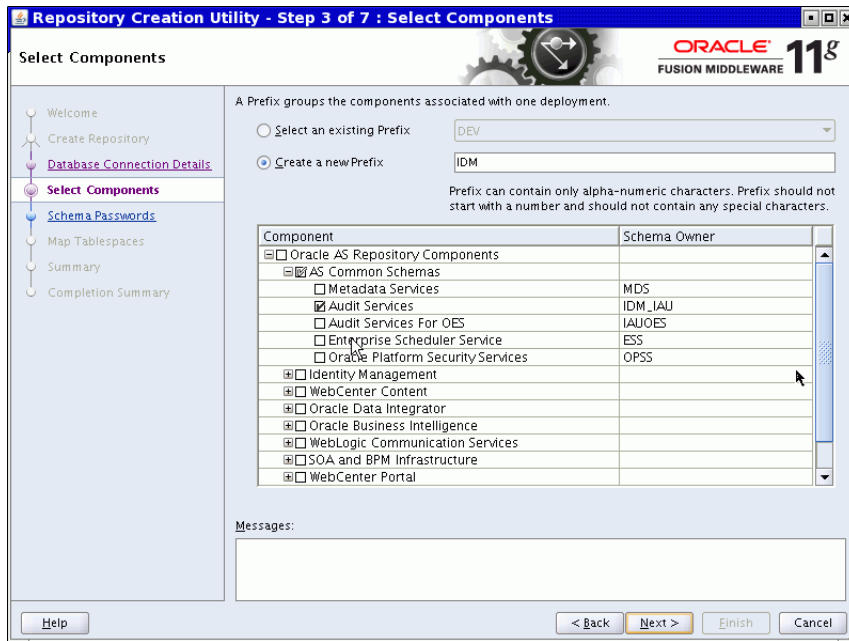 Repository Creation Utility - Step 3 of 7 : Select Components
Select Components
ORACLE
FUSION MIDDLEWARE
11g
Welcome
Create Repository
Database Connection Details
Select Components
Schema Passwords
Map Tablespaces
Summary
Completion Summary
A Prefix groups the components associated with one deployment.
Select an existing Prefix DEV
Create a new Prefix IDM
Prefix can contain only alpha-numeric characters. Prefix should not
start with a number and should not contain any special characters.
Component Schema Owner
Oracle AS Repository Components
AS Common Schemas
Metadata Services MDS
Audit Services IDM_IAU
Audit Services For OES IAUOES
Enterprise Scheduler Service ESS
Oracle Platform Security Services OPSS
Identity Management
WebCenter Content
Oracle Data Integrator
Oracle Business Intelligence
WebLogic Communication Services
SOA and BPM Infrastructure
WebCenter Portal
Messages:
Help < Back Next > Finish Cancel